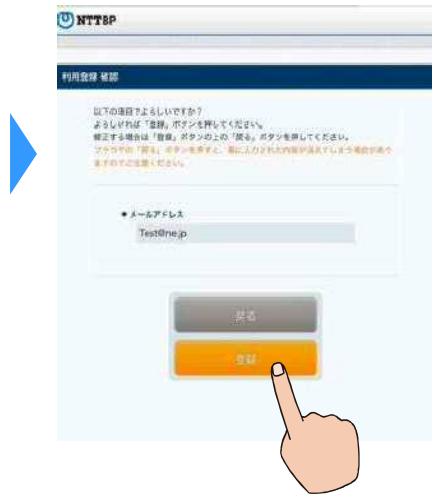 NTTBP
利用登録 確認
以下の項目でよろしいですか?
よろしければ「登録」ボタンを押してください。
修正する場合は「登録」ボタンの上の「戻る」ボタンを押してください。
ブラウザの「戻る」ボタンを押すと、既に入力された内容が消えてしまう場合があり
ますのでご注意ください。
●メールアドレス
Test@ne.jp
戻る
登録